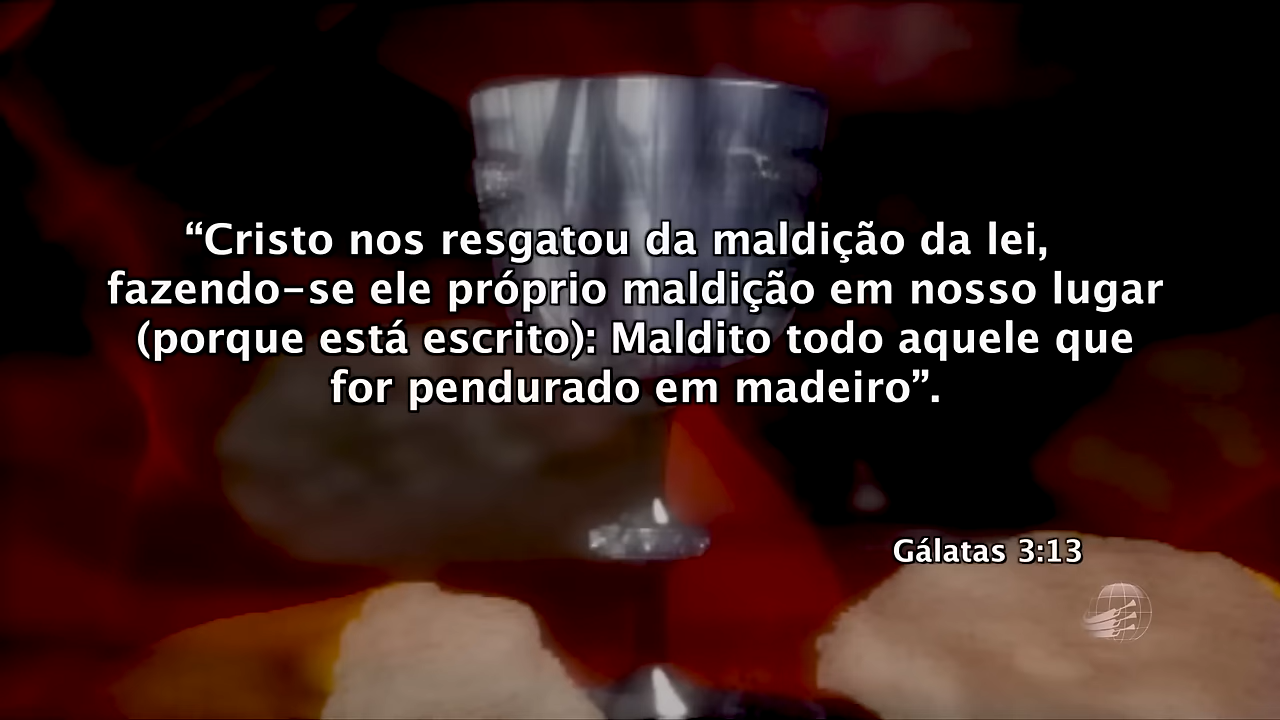 “Cristo nos resgatou da maldição da lei,
fazendo-se ele próprio maldição em nosso lugar
(porque está escrito): Maldito todo aquele que
for pendurado em madeiro”.
Gálatas 3:13